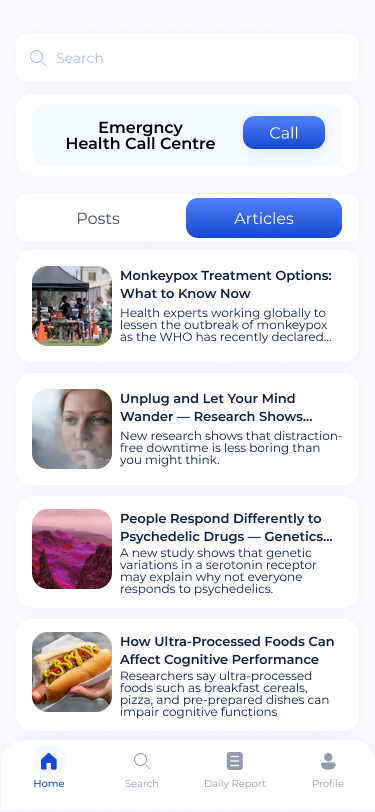 Search
Emergncy
Health Call Centre
Call
Posts
Articles
Monkeypox Treatment Options:
What to Know Now
Health experts working globally to
lessen the outbreak of monkeypox
as the WHO has recently declared...
Unplug and Let Your Mind
Wander — Research Shows...
New research shows that distraction-
free downtime is less boring than
you might think.
People Respond Differently to
Psychedelic Drugs — Genetics...
A new study shows that genetic
variations in a serotonin receptor
may explain why not everyone
responds to psychedelics.
How Ultra-Processed Foods Can
Affect Cognitive Performance
Researchers say ultra-processed
foods such as breakfast cereals,
pizza, and pre-prepared dishes can
impair cognitive functions
Home
Search
Daily Report
Profile